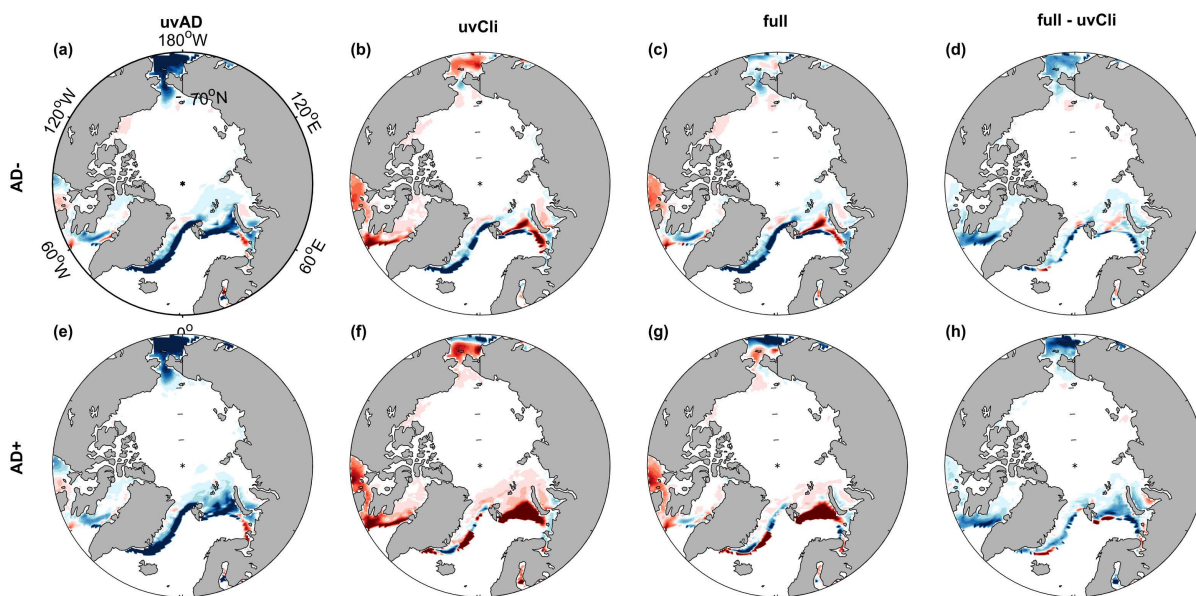 uvAD
uvCli
full
full - uvCli
(a)
180°W
(b)
(c)
(d)
70°N
120°W
120°E
AD-
60°W
60°E
0°
(e)
(f)
(g)
(h)
AD+